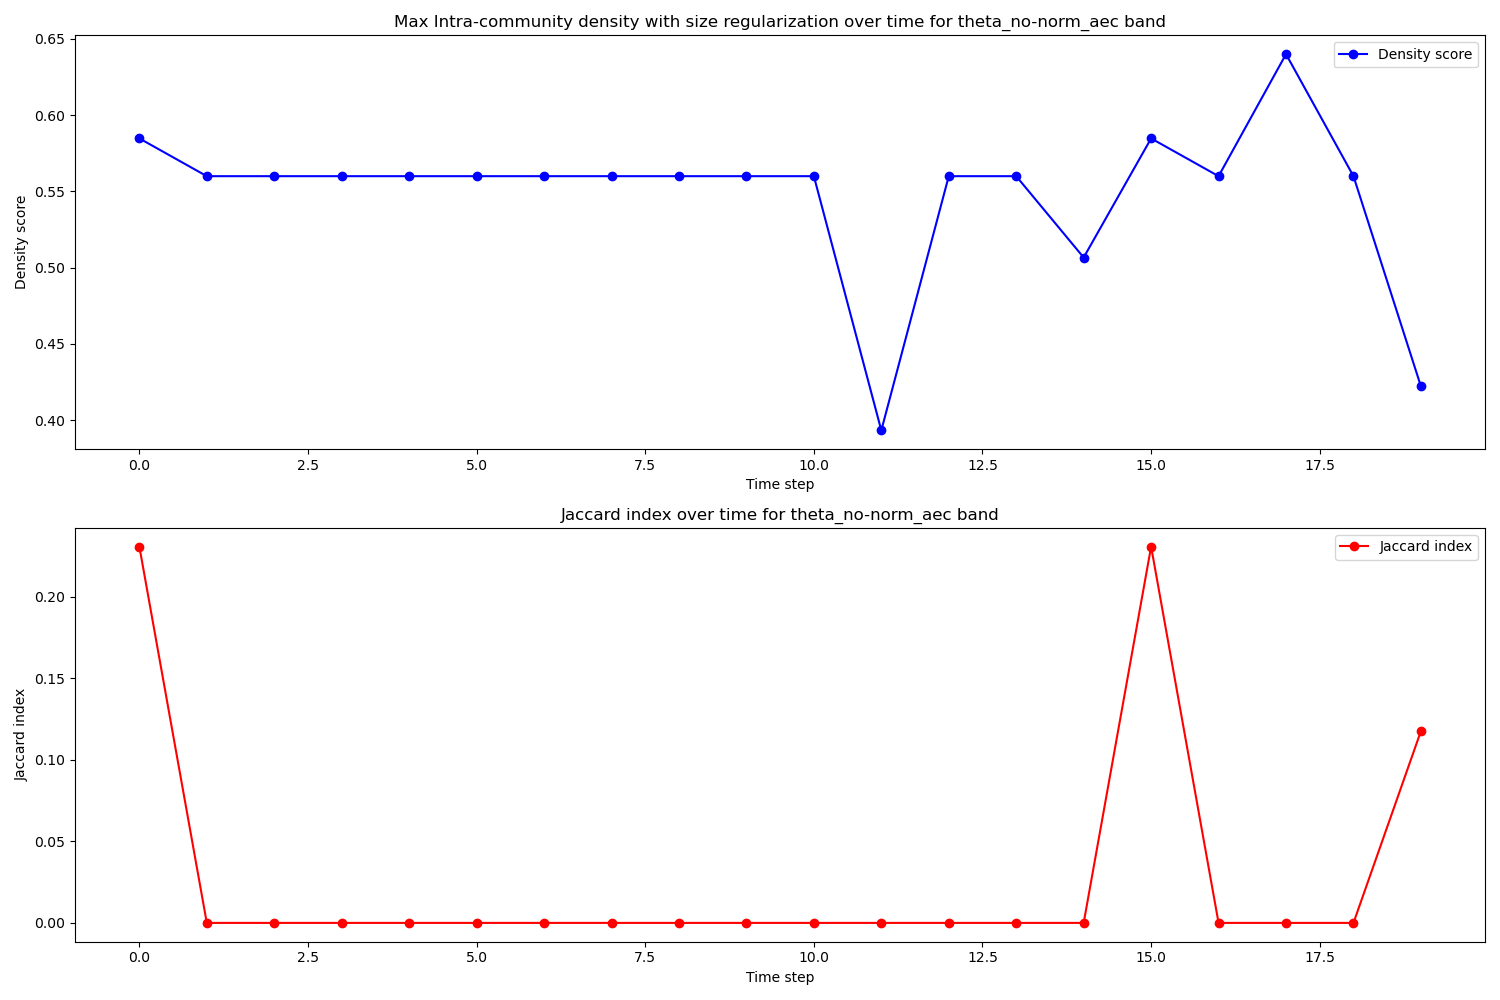 Max Intra-community density with size regularization over time for theta_no-norm_aec band
Density score
0.65
0.60
0.55
0.50
0.45
0.40
Density score
0.0 2.5 5.0 7.5 10.0 12.5 15.0 17.5
Time step
Jaccard index over time for theta_no-norm_aec band
Jaccard index
0.20
0.15
0.10
0.05
0.00
Jaccard index
0.0 2.5 5.0 7.5 10.0 12.5 15.0 17.5
Time step